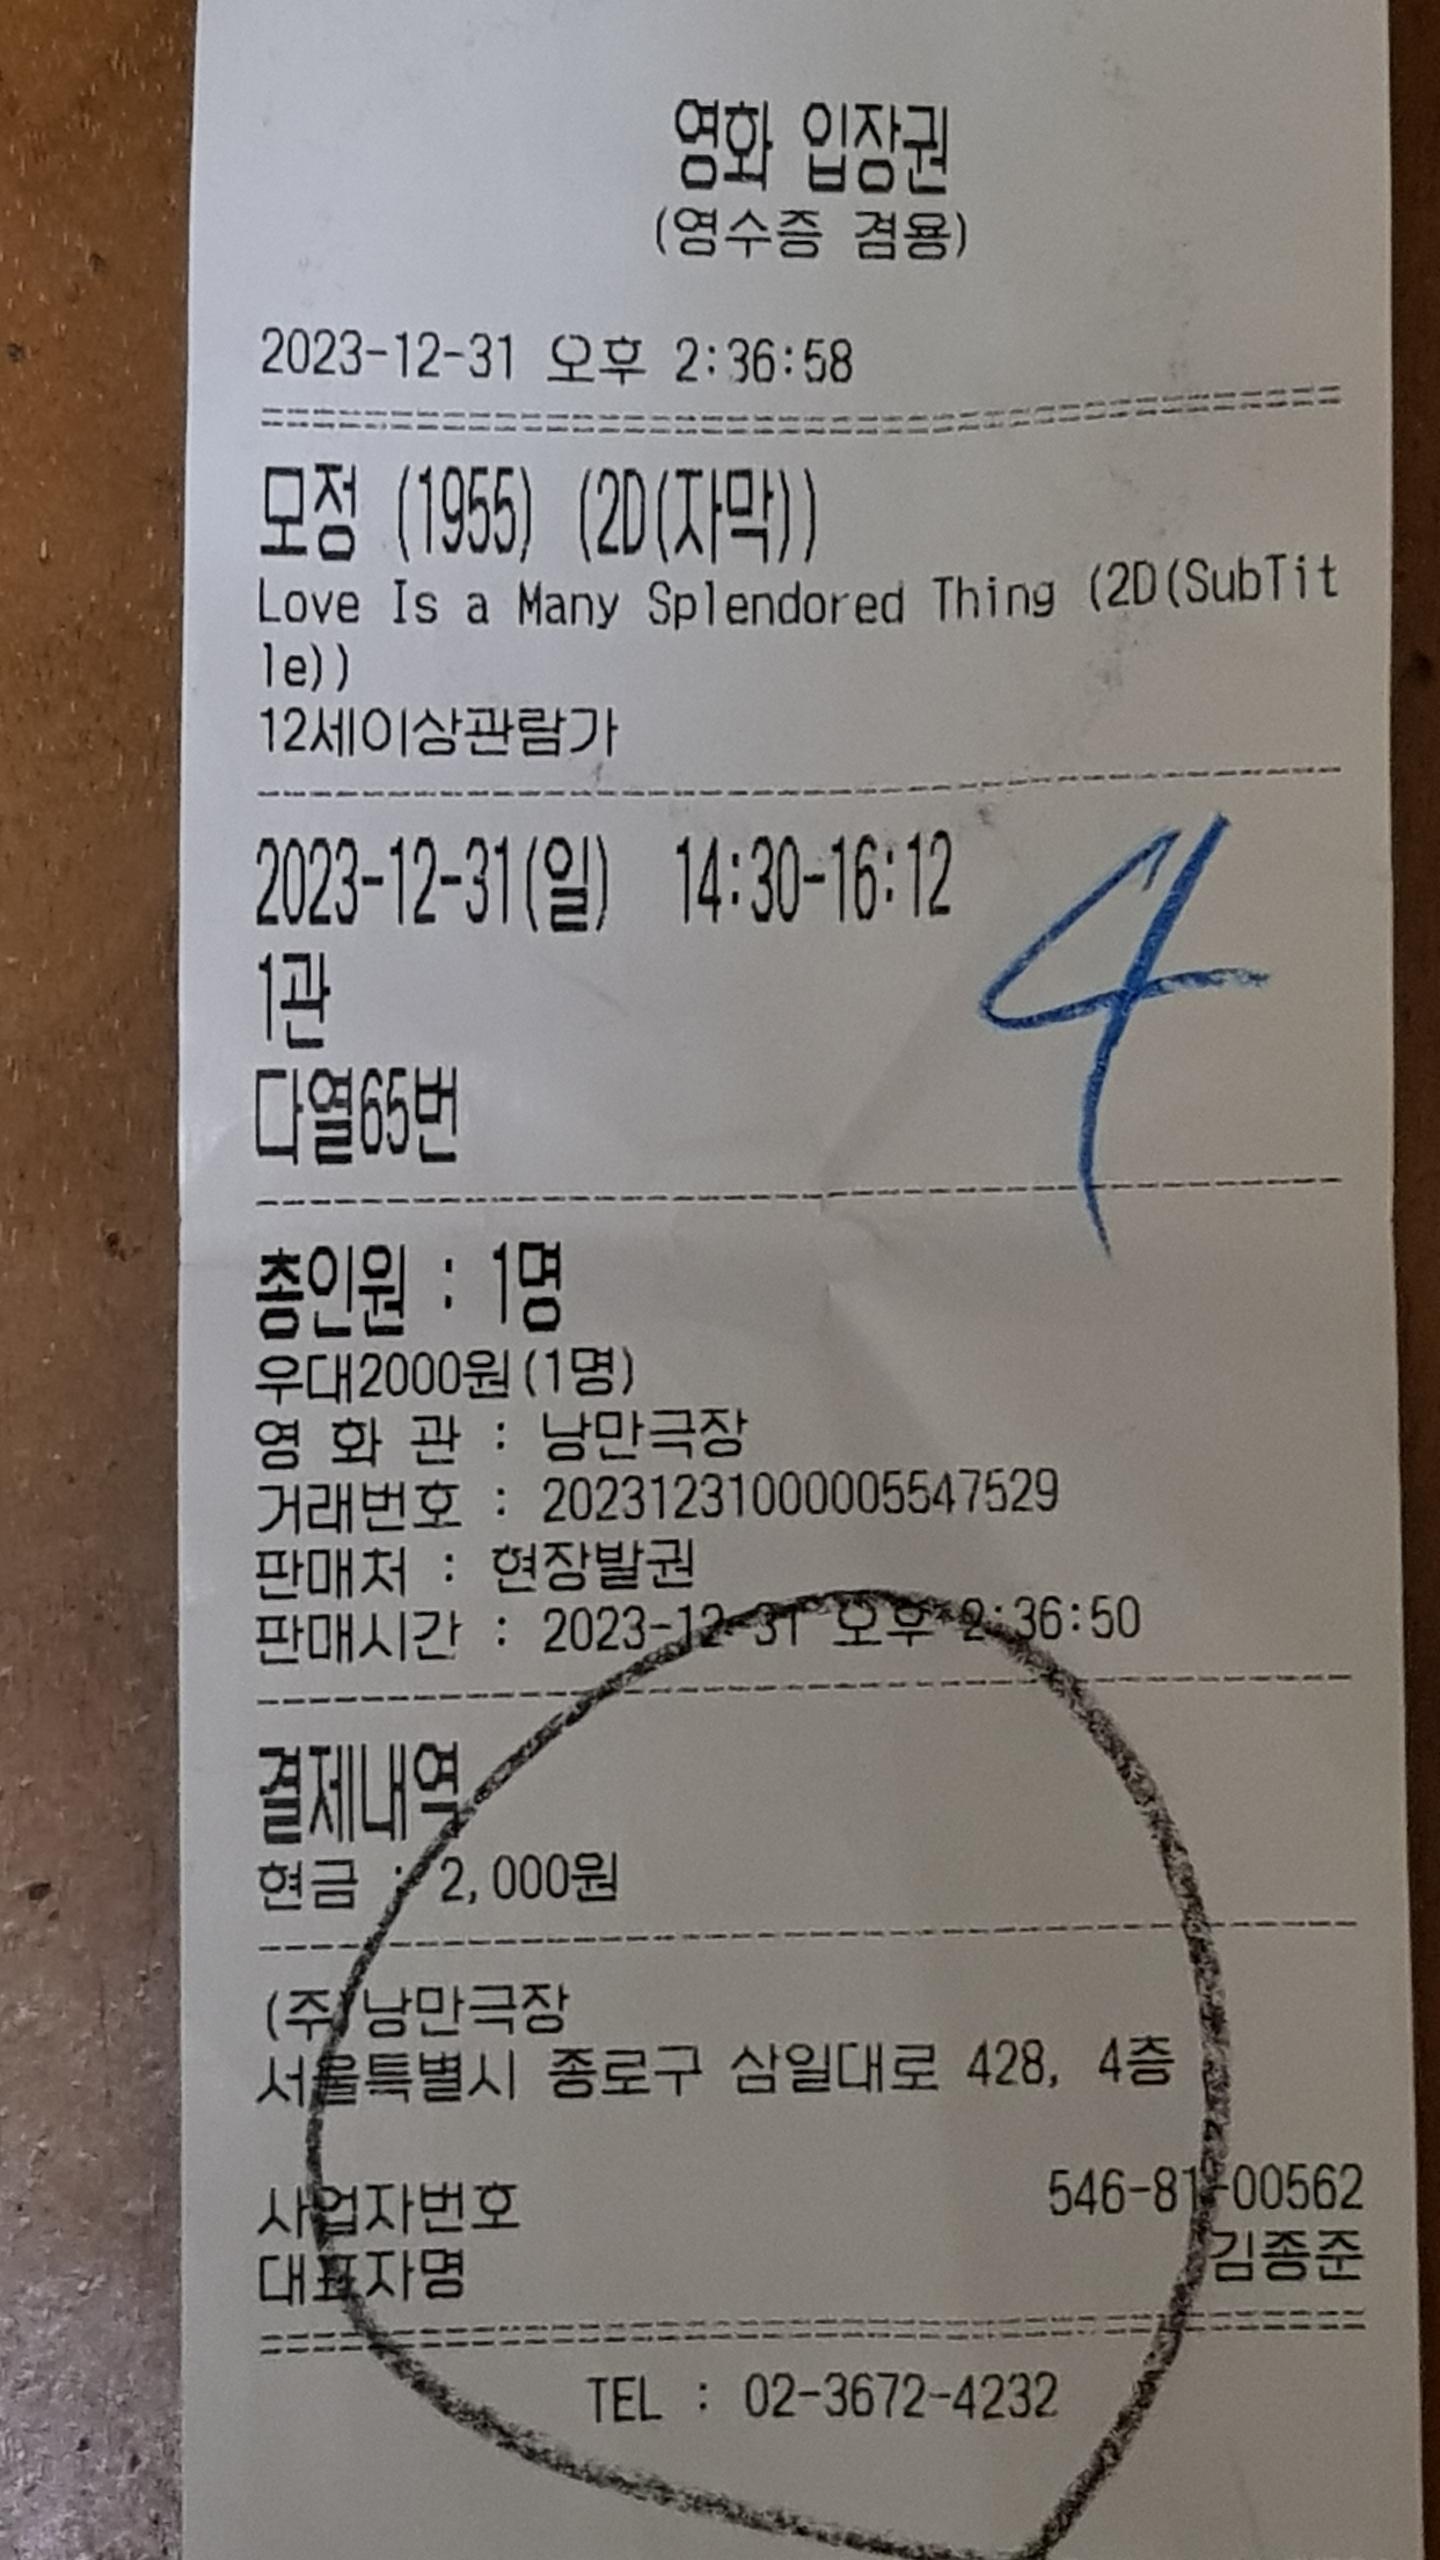 영화 입장권
(영수증 겸용)
2023-12-31 오후 2:36:58
모정 (1955) (2D(자막))
Love Is a Many Splendored Thing (2D(SubTit
le))
12세이상관람가
2023-12-31(일) 14:30-16:12
1관
다열65번
4
총인원 : 1명
우대2000원(1명)
영 화 관 : 낭만극장
거래번호 : 20231231000005547529
판매처 : 현장발권
판매시간 : 2023-12-31 오후 2:36:50
결제내역
현금 : 2,000원
(주)낭만극장
서울특별시 종로구 삼일대로 428, 4층
사업자번호 546-81-00562
대표자명 김종준
TEL : 02-3672-4232